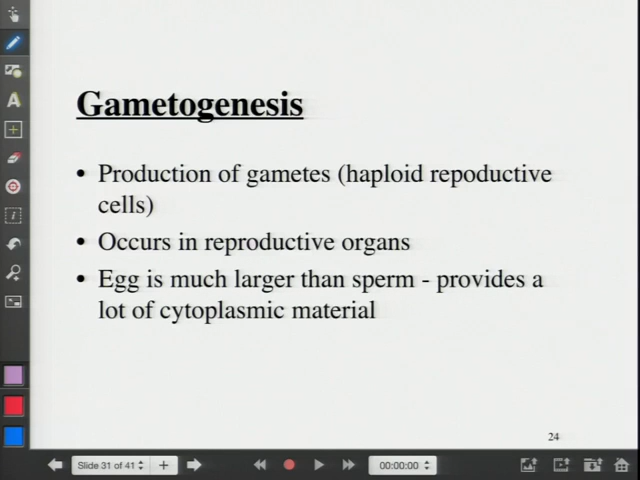 Gametogenesis
• Production of gametes (haploid repoductive
cells)
• Occurs in reproductive organs
• Egg is much larger than sperm - provides a
lot of cytoplasmic material
24
Slide 31 of 41
00:00:00